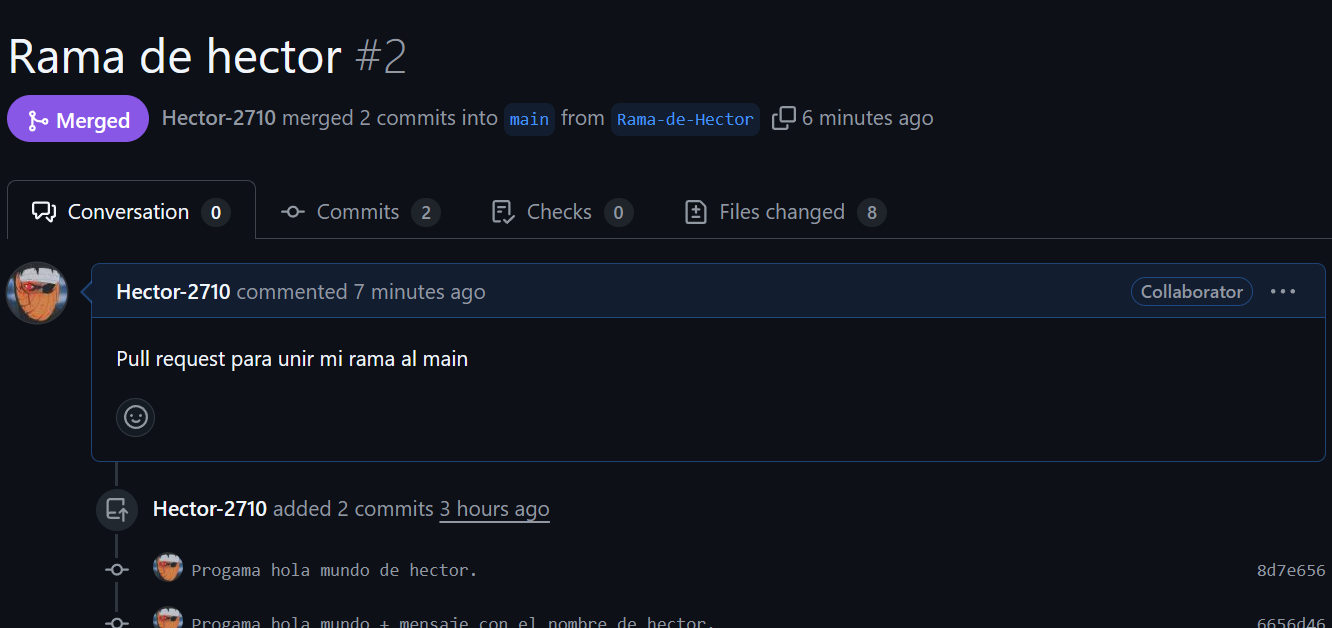 Rama de hector #2
Merged Hector-2710 merged 2 commits into main from Rama-de-Hector 6 minutes ago
Conversation 0 Commits 2 Checks 0 Files changed 8
Hector-2710 commented 7 minutes ago Collaborator
Pull request para unir mi rama al main
Hector-2710 added 2 commits 3 hours ago
Progama hola mundo de hector. 8d7e656
Progama hola mundo + mensaje con el nombre de hector. 6656d46